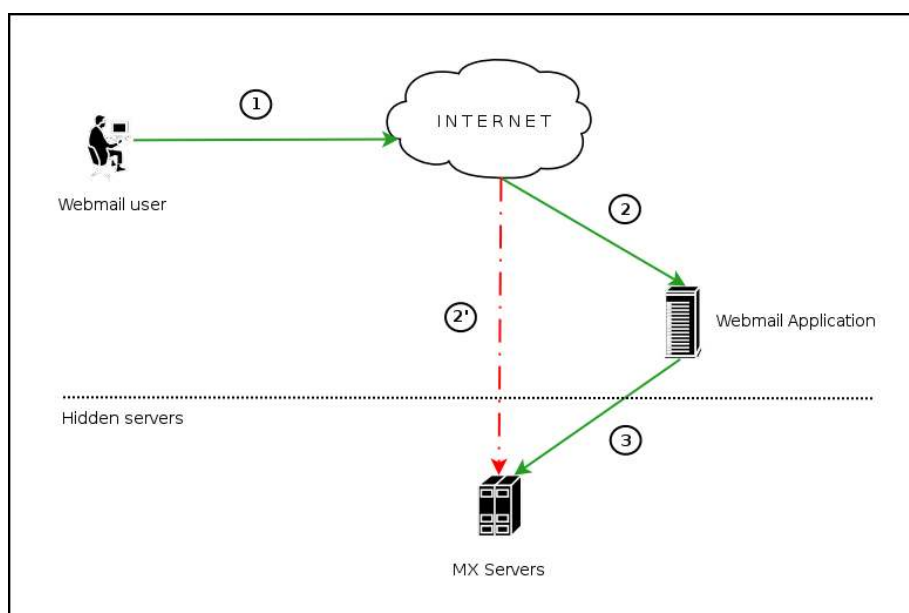 1
INTERNET
Webmail user
2
2'
Webmail Application
Hidden servers
3
MX Servers